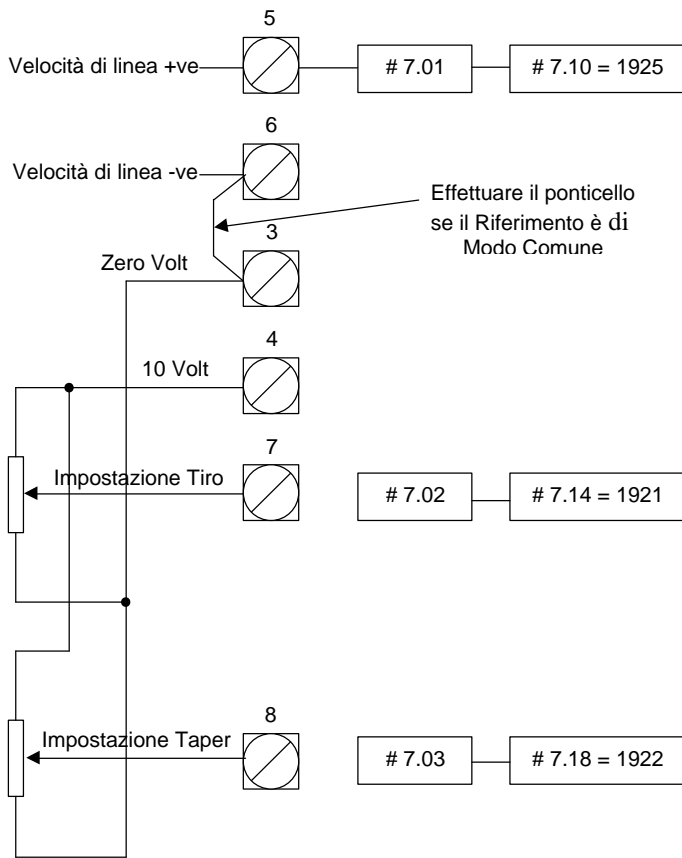 5
Velocità di linea +ve
# 7.01
# 7.10 = 1925
6
Velocità di linea -ve
Effettuare il ponticello
se il Riferimento è di
Modo Comune
3
Zero Volt
4
10 Volt
7
Impostazione Tiro
# 7.02
# 7.14 = 1921
8
Impostazione Taper
# 7.03
# 7.18 = 1922